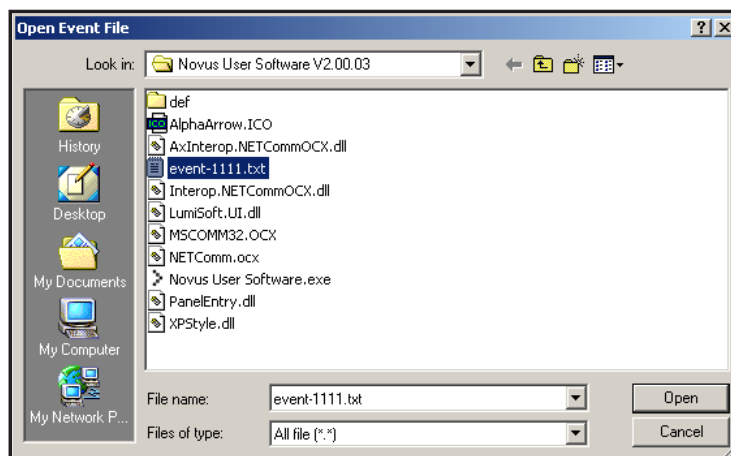 Open Event File
Look in:
Novus User Software V2.00.03
History
Desktop
My Documents
My Computer
My Network P...
def
AlphaArrow.ICO
AxInterop.NETCommOCX.dll
event-1111.txt
Interop.NETCommOCX.dll
LumiSoft.UI.dll
MSCOMM32.OCX
NETComm.ocx
Novus User Software.exe
PanelEntry.dll
XPStyle.dll
File name:
event-1111.txt
Open
Files of type:
All file (*.*)
Cancel